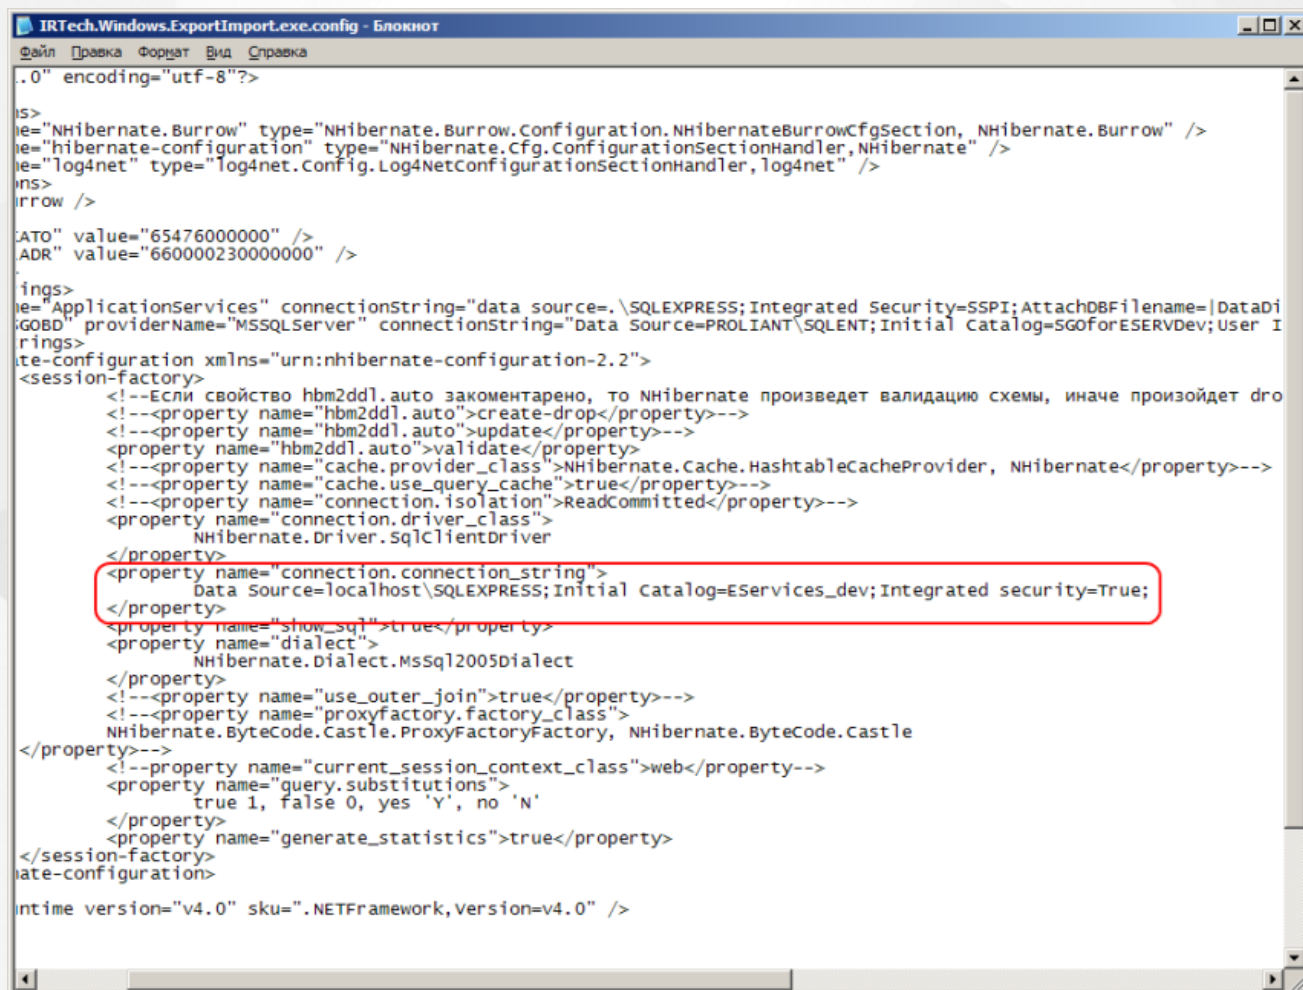 IRTech.Windows.ExportImport.exe.config - Блокнот
Файл Правка Формат Вид Справка
.0" encoding="utf-8"?>
ns>
ne="NHibernate.Burrow" type="NHibernate.Burrow.Configuration.NHibernateBurrowCfgSection, NHibernate.Burrow" />
ne="hibernate-configuration" type="NHibernate.Cfg.ConfigurationSectionHandler,NHibernate" />
ne="log4net" type="log4net.Config.Log4NetConfigurationSectionHandler,log4net" />
ons>
rrow />
ATO" value="65476000000" />
ADR" value="660000230000000" />
ings>
ne="ApplicationServices" connectionString="data source=.\SQLEXPRESS;Integrated Security=SSPI;AttachDBFilename=|DataDi
GOBD" providerName="MSSQLServer" connectionString="Data Source=PROLIANT\SQLENT;Initial Catalog=SGOforESERVDev;User I
rings>
te-configuration xmlns="urn:nhibernate-configuration-2.2">
<session-factory>
<!--Если свойство hbm2ddl.auto закоментарено, то NHibernate произведет валидацию схемы, иначе произойдет dro
<!--<property name="hbm2ddl.auto">create-drop</property>-->
<!--<property name="hbm2ddl.auto">update</property>-->
<property name="hbm2ddl.auto">validate</property>
<!--<property name="cache.provider_class">NHibernate.Cache.HashtableCacheProvider, NHibernate</property>-->
<!--<property name="cache.use_query_cache">true</property>-->
<!--<property name="connection.isolation">ReadCommitted</property>-->
<property name="connection.driver_class">
NHibernate.Driver.SqlClientDriver
</property>
<property name="connection.connection_string">
Data Source=localhost\SQLEXPRESS;Initial Catalog=EServices_dev;Integrated security=True;
</property>
<property name="show_sql">true</property>
<property name="dialect">
NHibernate.Dialect.MsSql2005Dialect
</property>
<!--<property name="use_outer_join">true</property>-->
<!--<property name="proxyfactory.factory_class">
NHibernate.ByteCode.Castle.ProxyFactoryFactory, NHibernate.ByteCode.Castle
</property>-->
<!--property name="current_session_context_class">web</property-->
<property name="query.substitutions">
true 1, false 0, yes 'Y', no 'N'
</property>
<property name="generate_statistics">true</property>
</session-factory>
nate-configuration>
ntime version="v4.0" sku=".NETFramework,Version=v4.0" />